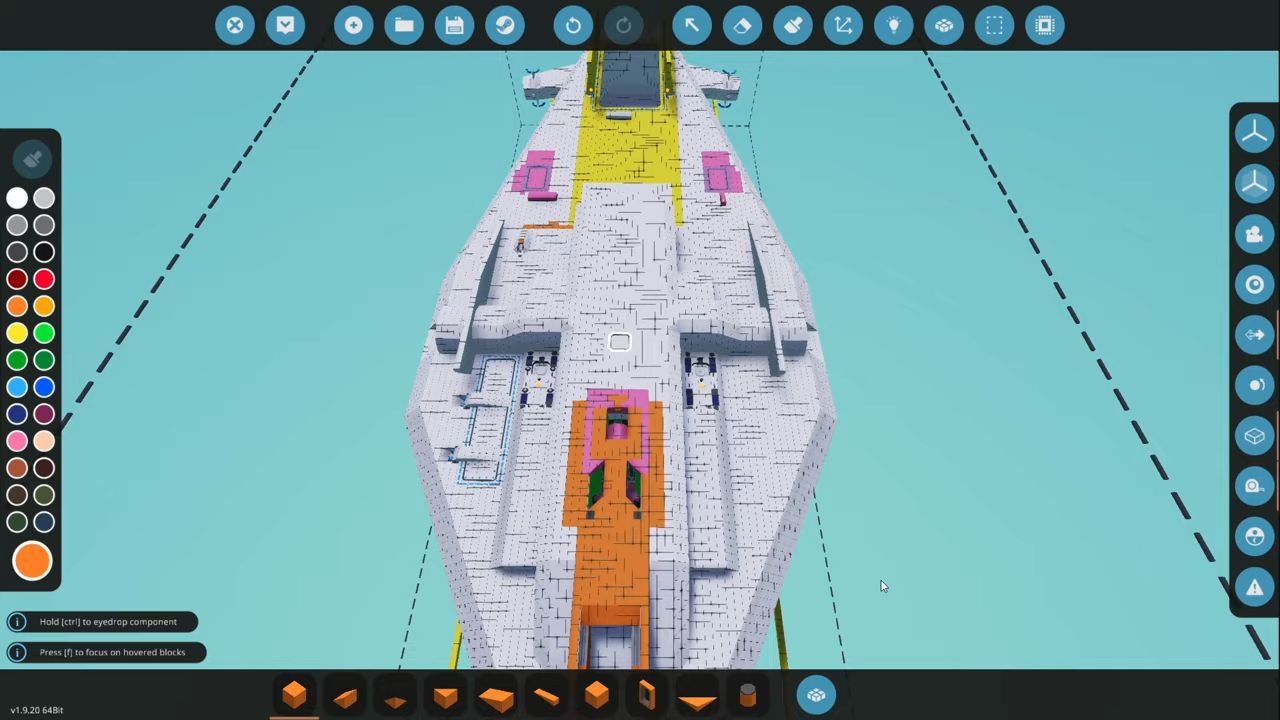 Hold [ctrl] to eyedrop component
Press [f] to focus on hovered blocks
v1.9.20 64Bit